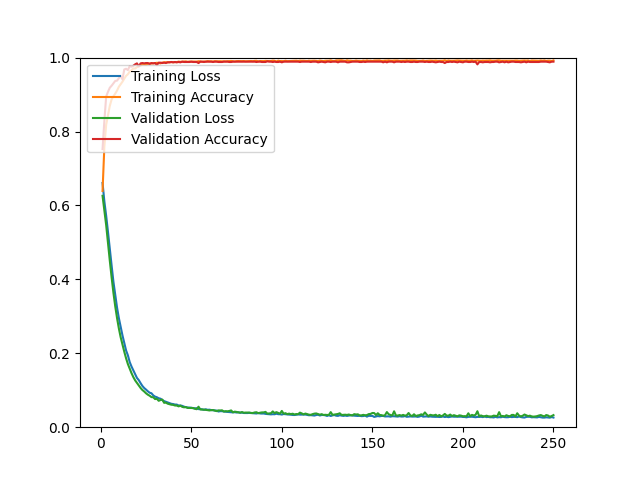 1.0
0.8
0.6
0.4
0.2
0.0
Training Loss
Training Accuracy
Validation Loss
Validation Accuracy
0 50 100 150 200 250